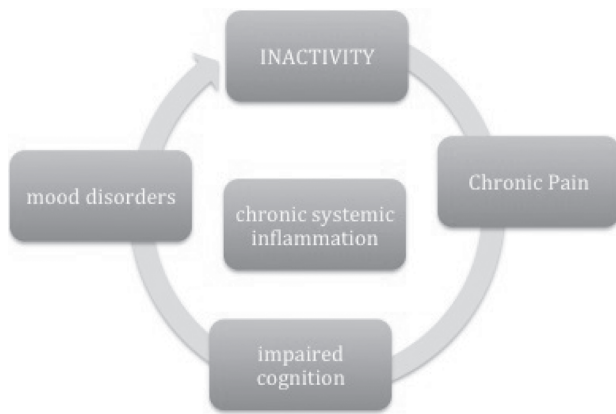 INACTIVITY
Chronic Pain
mood disorders
chronic systemic
inflammation
impaired
cognition